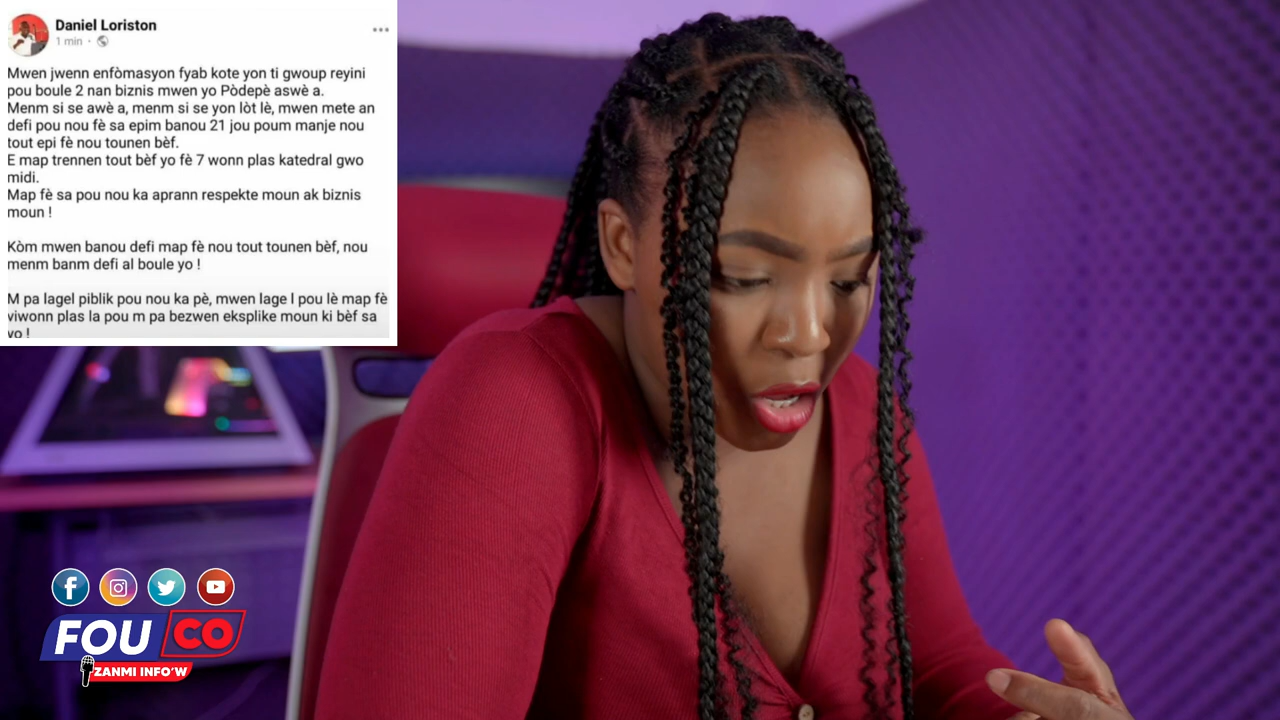 Daniel Loriston
1 min ·
Mwen jwenn enfòmasyon fyab kote yon ti gwoup reyini
pou boule 2 nan biznis mwen yo Pòdepè aswè a.
Menm si se awè a, menm si se yon lòt lè, mwen mete an
defi pou nou fè sa epim banou 21 jou poum manje nou
tout epi fè nou tounen bèf.
E map trennen tout bèf yo fè 7 wonn plas katedral gwo
midi.
Map fè sa pou nou ka aprann respekte moun ak biznis
moun !
Kòm mwen banou defi map fè nou tout tounen bèf, nou
menm banm defi al boule yo !
M pa lagel piblik pou nou ka pè, mwen lage l pou lè map fè
viwonn plas la pou m pa bezwen eksplike moun ki bèf sa
yo !
FOU CO
ZANMI INFO'W